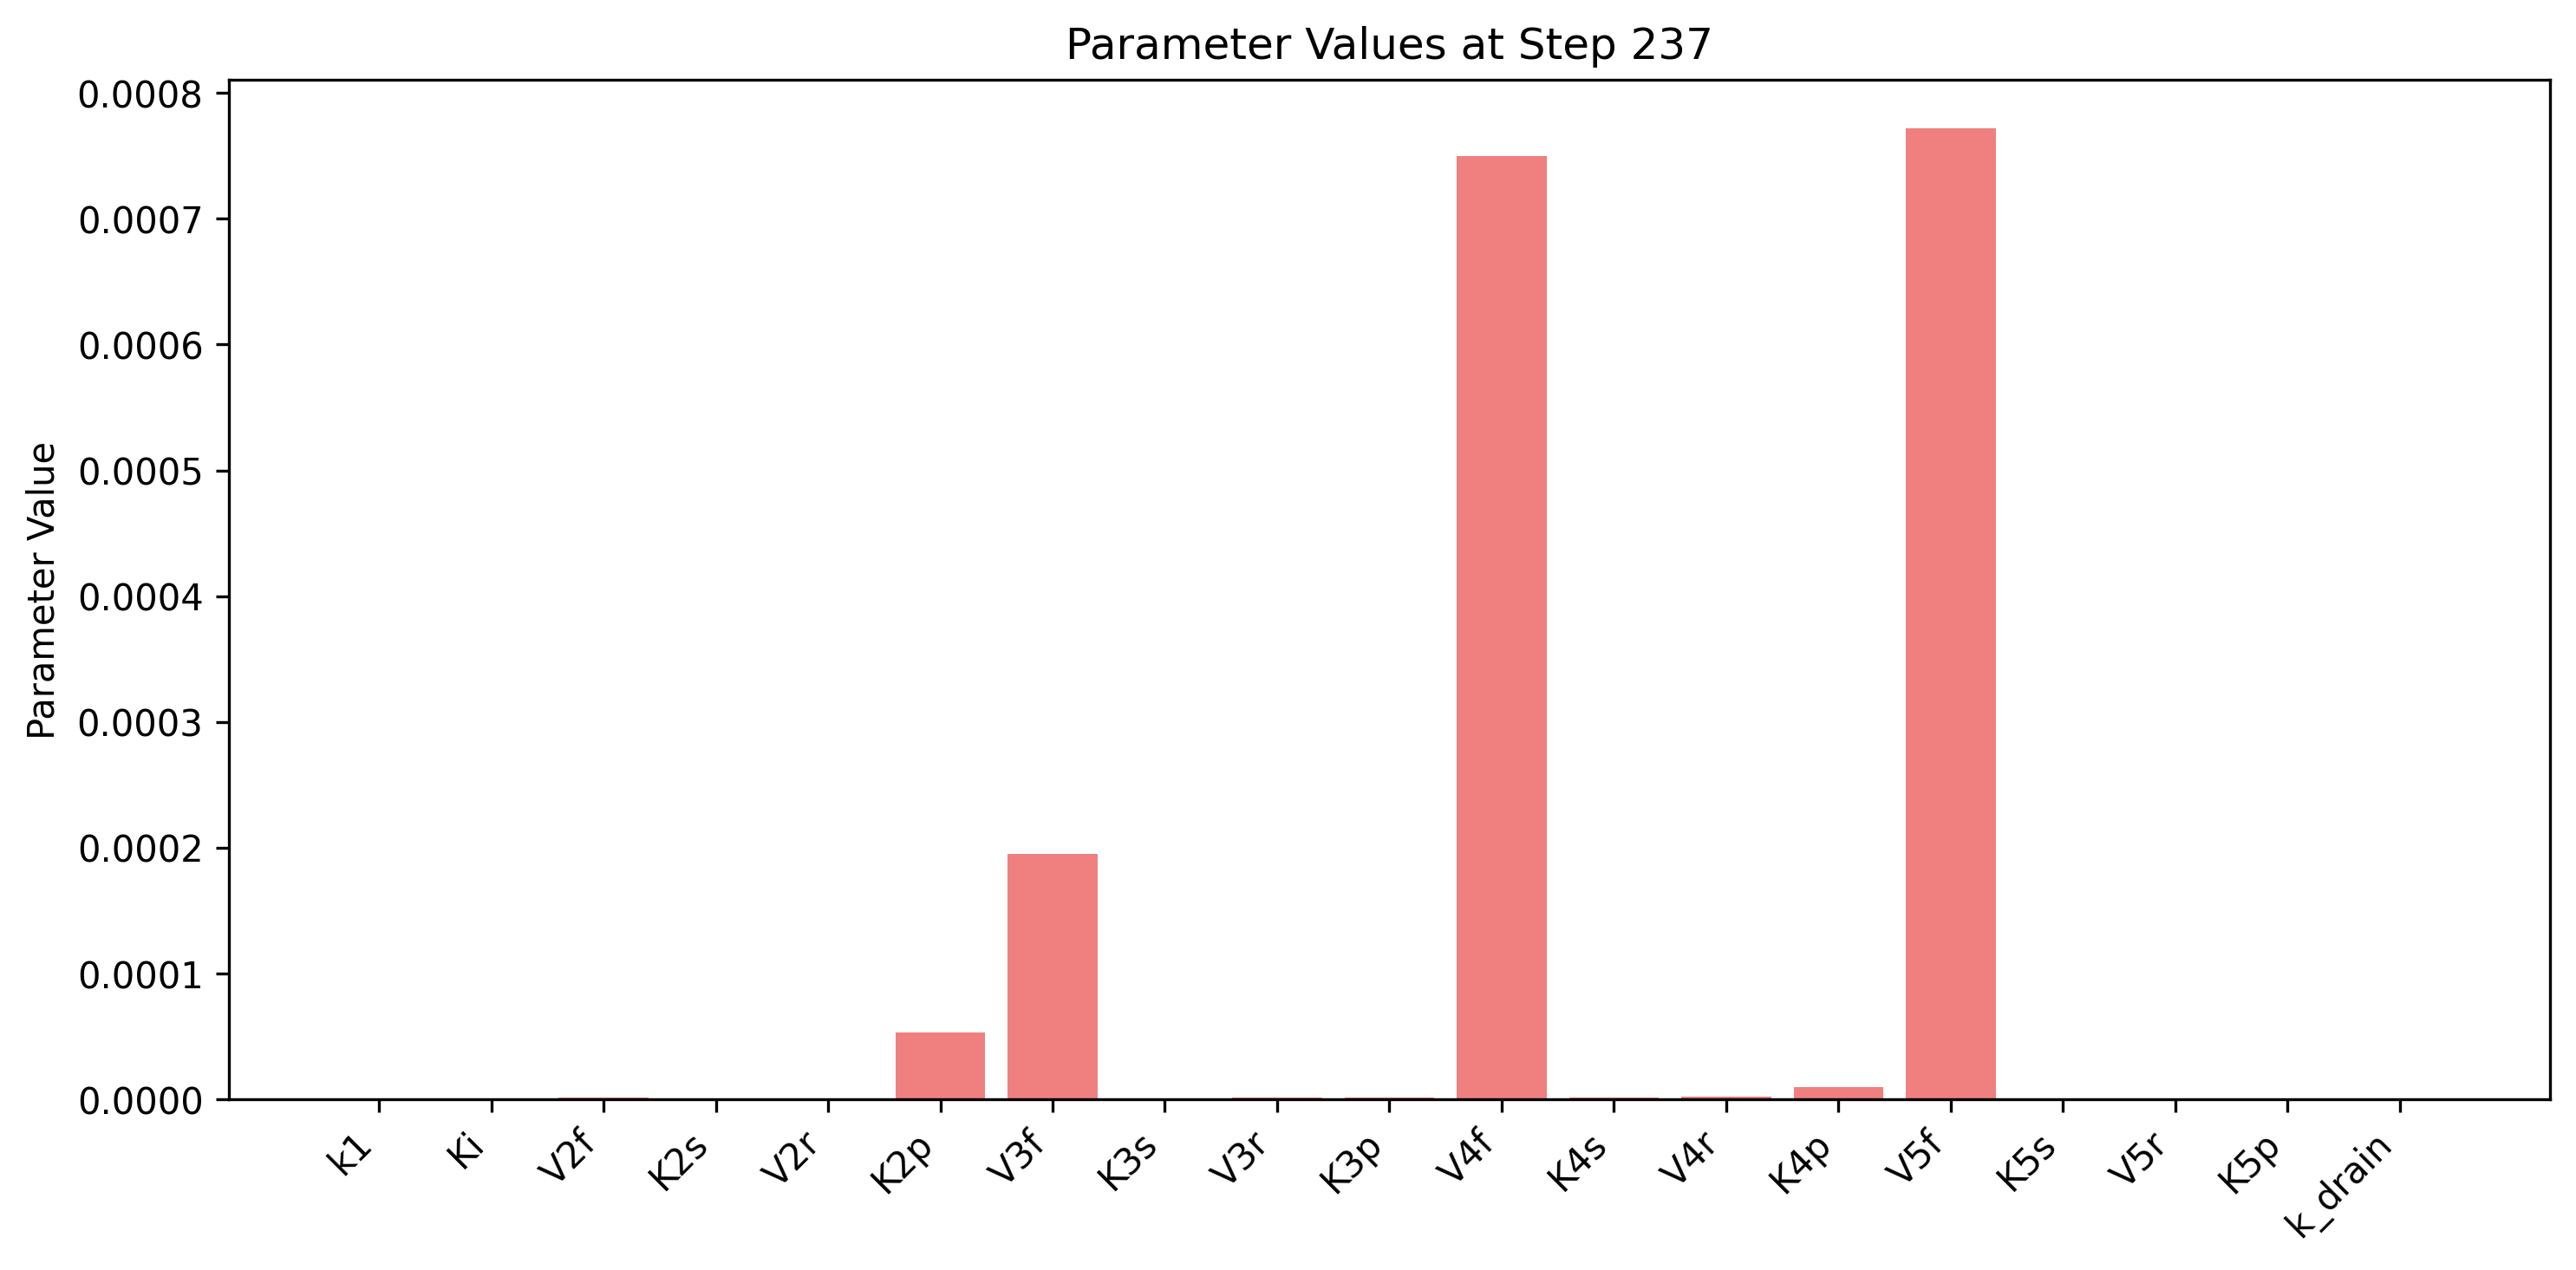 Parameter Values at Step 237
Parameter Value
0.0008
0.0007
0.0006
0.0005
0.0004
0.0003
0.0002
0.0001
0.0000
k1
Ki
V2f
K2s
V2r
K2p
V3f
K3s
V3r
K3p
V4f
K4s
V4r
K4p
V5f
K5s
V5r
K5p
k_drain